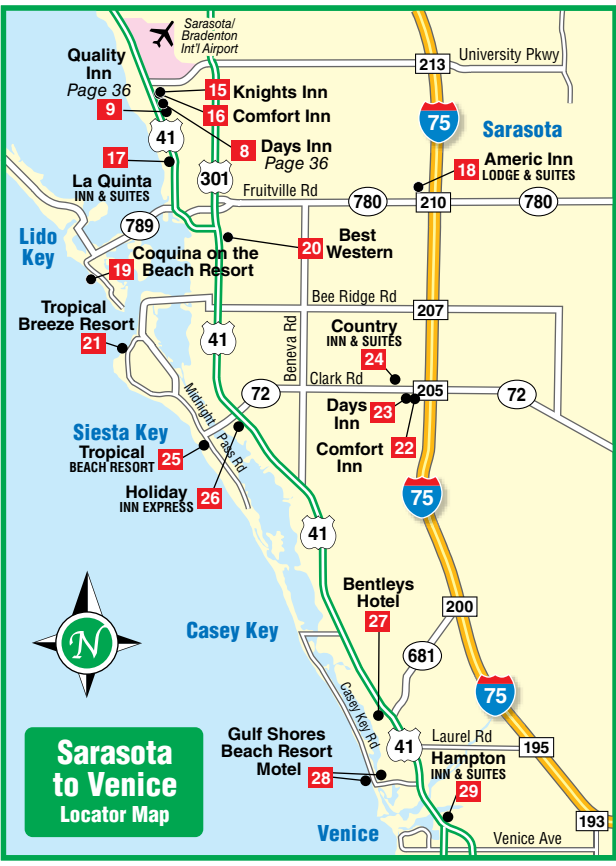 Sarasota/
Bradenton
Int'l Airport
University Pkwy
213
Quality
Inn
Page 36
9
15 Knights Inn
16 Comfort Inn
75
Sarasota
41
8 Days Inn
Page 36
17
301
18 Americ Inn
LODGE & SUITES
La Quinta
INN & SUITES
Fruitville Rd
780
210
780
789
Lido
Key
20 Best
Western
Coquina on the
Beach Resort
19
Bee Ridge Rd
207
Tropical
Breeze Resort
21
41
Beneva Rd
Country
INN & SUITES
24
Clark Rd
72
205
72
Days
Inn
23
22
Comfort
Inn
Midnight
Pass Rd
Siesta Key
Tropical
BEACH RESORT
25
Holiday
INN EXPRESS
26
75
41
Bentleys
Hotel
27
200
Casey Key
681
N
Casey Key Rd
75
Gulf Shores
Beach Resort
Motel
28
41
Laurel Rd
195
Hampton
INN & SUITES
29
Sarasota
to Venice
Locator Map
193
Venice
Venice Ave